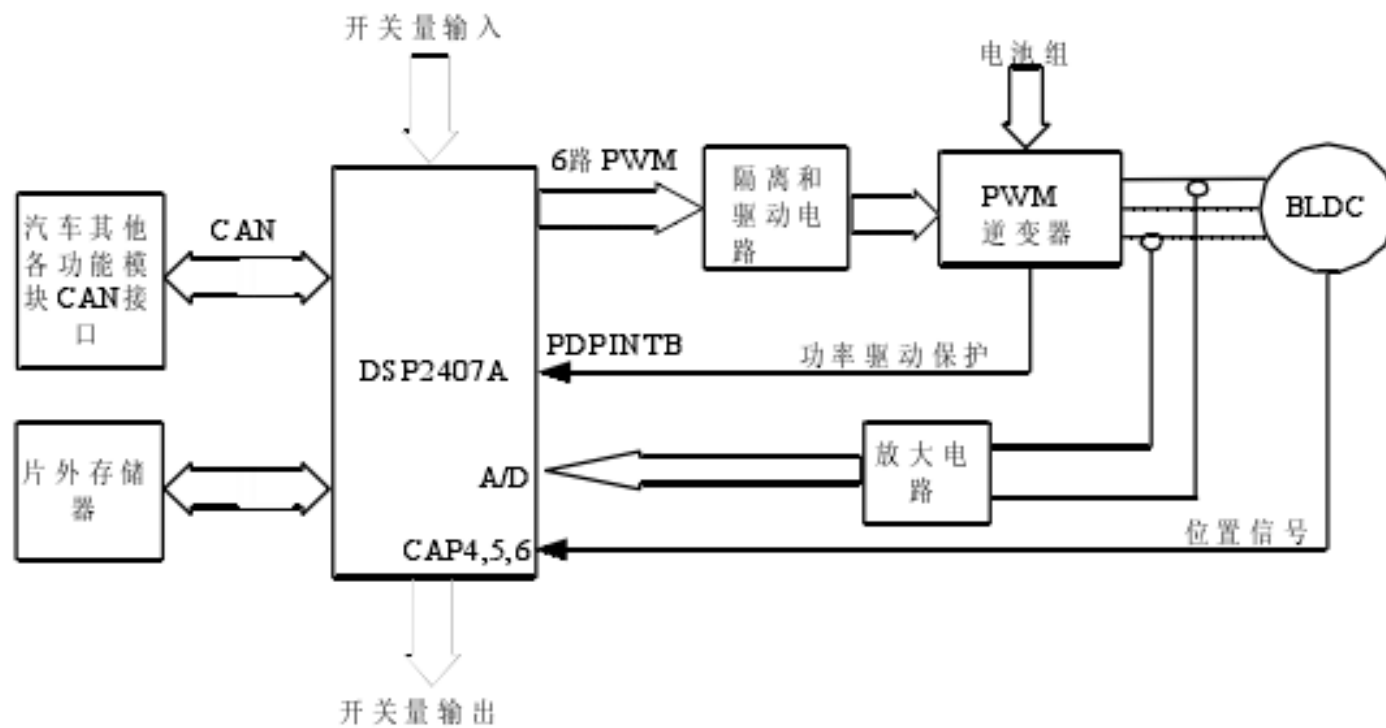 开关量输入
电池组
6路 PWM
隔离和
驱动电
路
PWM
逆变器
BLDC
汽车其他
各功能模
块 CAN接
口
CAN
DSP2407A
PDPINTB
功率驱动保护
片外存储
器
A/D
放大电
路
CAP4,5,6
位置信号
开关量输出